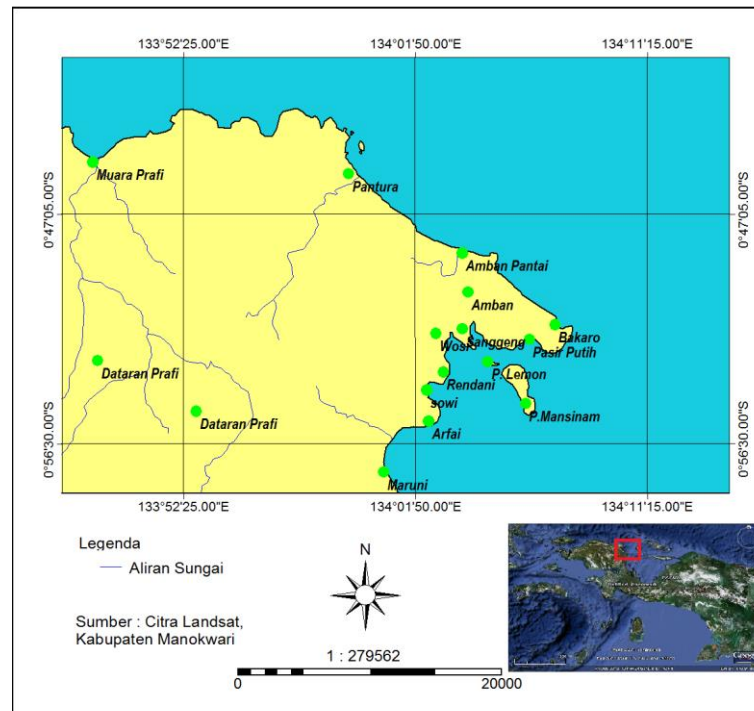 133°52'25.00"E 134°01'50.00"E 134°11'15.00"E
Muara Prafi
Pantura
0°47'05.00"S 0°47'05.00"S
Amban Pantai
Amban
Bakaro
Sanggeng
Wosi
Pasir Putih
P. Lemon
Dataran Prafi
Rendani
sowi
P.Mansinam
Dataran Prafi
Arfai
0°56'30.00"S 0°56'30.00"S
Maruni
133°52'25.00"E 134°01'50.00"E 134°11'15.00"E
Legenda
Aliran Sungai
N
Sumber : Citra Landsat,
Kabupaten Manokwari
1 : 279562
0 20000